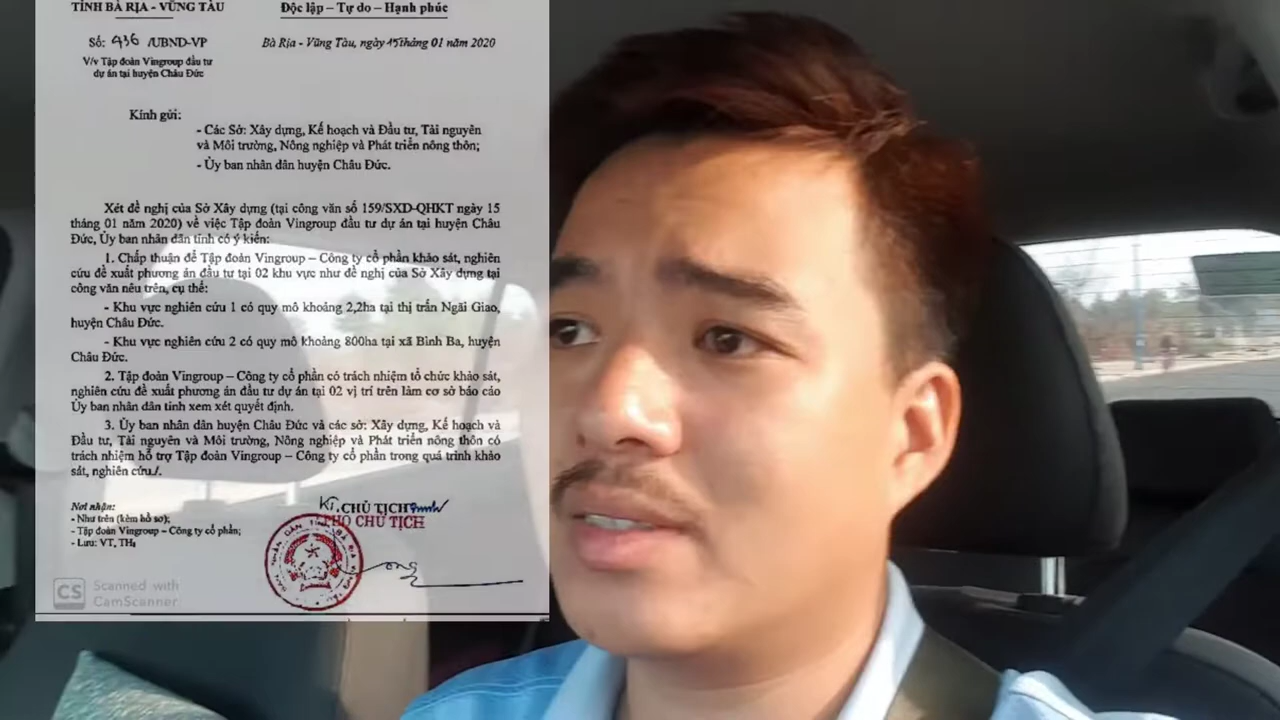 TỈNH BÀ RỊA - VŨNG TÀU
Độc lập – Tự do – Hạnh phúc
Số: 436 /UBND-VP
Bà Rịa - Vũng Tàu, ngày 15 tháng 01 năm 2020
V/v Tập đoàn Vingroup đầu tư
dự án tại huyện Châu Đức
Kính gửi:
- Các Sở: Xây dựng, Kế hoạch và Đầu tư, Tài nguyên
và Môi trường, Nông nghiệp và Phát triển nông thôn;
- Ủy ban nhân dân huyện Châu Đức.
Xét đề nghị của Sở Xây dựng (tại công văn số 159/SXD-QHKT ngày 15
tháng 01 năm 2020) về việc Tập đoàn Vingroup đầu tư dự án tại huyện Châu
Đức, Ủy ban nhân dân tỉnh có ý kiến:
1. Chấp thuận để Tập đoàn Vingroup – Công ty cổ phần khảo sát, nghiên
cứu đề xuất phương án đầu tư tại 02 khu vực như đề nghị của Sở Xây dựng tại
công văn nêu trên, cụ thể:
- Khu vực nghiên cứu 1 có quy mô khoảng 2,2ha tại thị trấn Ngãi Giao,
huyện Châu Đức.
- Khu vực nghiên cứu 2 có quy mô khoảng 800ha tại xã Bình Ba, huyện
Châu Đức.
2. Tập đoàn Vingroup – Công ty cổ phần có trách nhiệm tổ chức khảo sát,
nghiên cứu đề xuất phương án đầu tư dự án tại 02 vị trí trên làm cơ sở báo cáo
Ủy ban nhân dân tỉnh xem xét quyết định.
3. Ủy ban nhân dân huyện Châu Đức và các sở: Xây dựng, Kế hoạch và
Đầu tư, Tài nguyên và Môi trường, Nông nghiệp và Phát triển nông thôn có
trách nhiệm hỗ trợ Tập đoàn Vingroup – Công ty cổ phần trong quá trình khảo
sát, nghiên cứu./.
Nơi nhận:
- Như trên (kèm hồ sơ);
- Tập đoàn Vingroup – Công ty cổ phần;
- Lưu: VT, TH
KT. CHỦ TỊCH
PHÓ CHỦ TỊCH
CS Scanned with
CamScanner